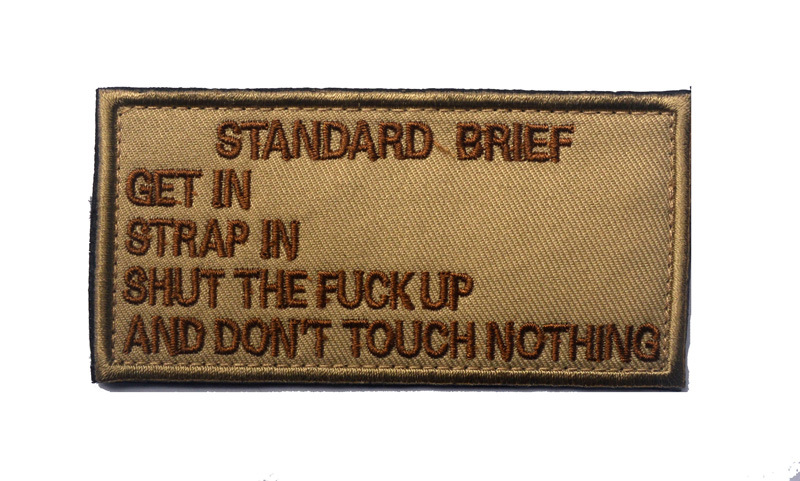 STANDARD BRIEF
GET IN
STRAP IN
SHUT THE FUCK UP
AND DON'T TOUCH NOTHING